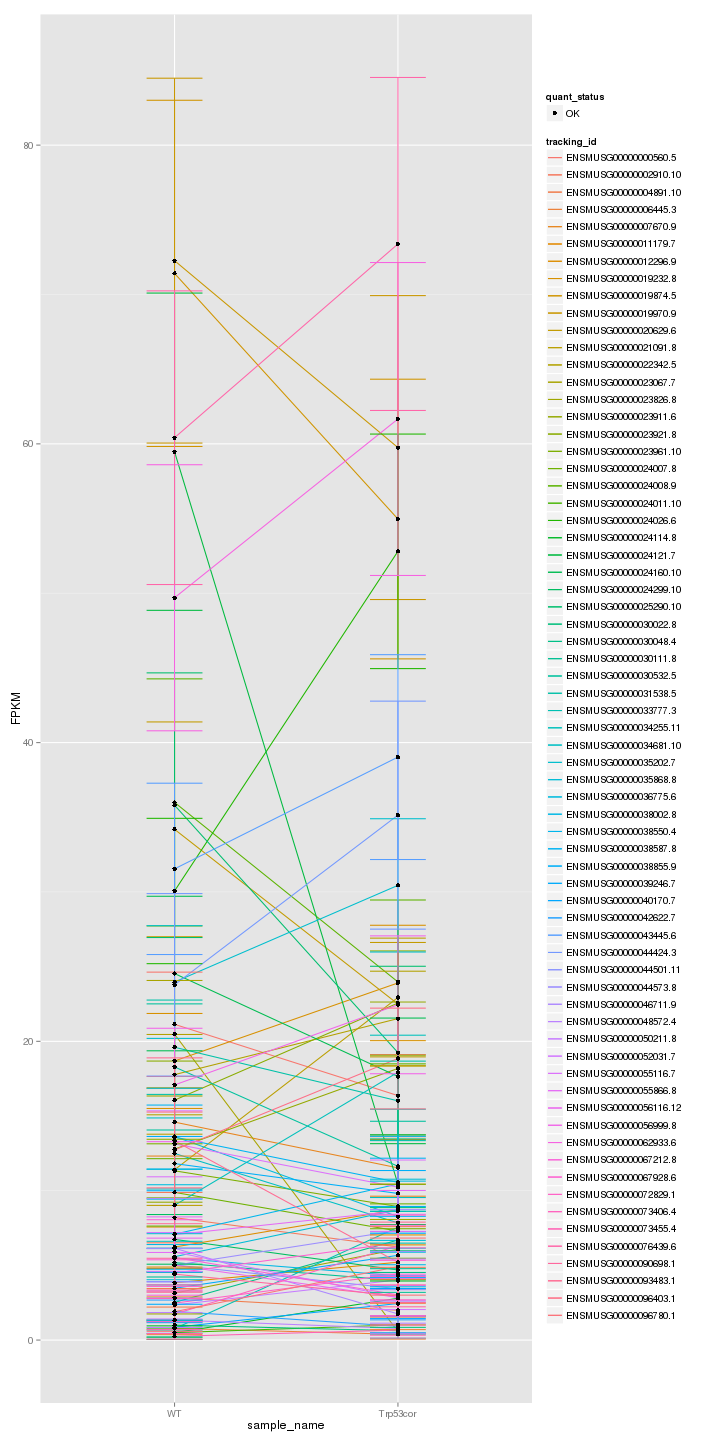 80
60
40
20
0
FPKM
WT
Trp53cor
sample_name
quant_status
OK
tracking_id
ENSMUSG00000000560.5
ENSMUSG00000002910.10
ENSMUSG00000004891.10
ENSMUSG00000006445.3
ENSMUSG00000007670.9
ENSMUSG00000011179.7
ENSMUSG00000012296.9
ENSMUSG00000019232.8
ENSMUSG00000019874.5
ENSMUSG00000019970.9
ENSMUSG00000020629.6
ENSMUSG00000021091.8
ENSMUSG00000022342.5
ENSMUSG00000023067.7
ENSMUSG00000023826.8
ENSMUSG00000023911.6
ENSMUSG00000023921.8
ENSMUSG00000023961.10
ENSMUSG00000024007.8
ENSMUSG00000024008.9
ENSMUSG00000024011.10
ENSMUSG00000024026.6
ENSMUSG00000024114.8
ENSMUSG00000024121.7
ENSMUSG00000024160.10
ENSMUSG00000024299.10
ENSMUSG00000025290.10
ENSMUSG00000030022.8
ENSMUSG00000030048.4
ENSMUSG00000030111.8
ENSMUSG00000030532.5
ENSMUSG00000031538.5
ENSMUSG00000033777.3
ENSMUSG00000034255.11
ENSMUSG00000034681.10
ENSMUSG00000035202.7
ENSMUSG00000035868.8
ENSMUSG00000036775.6
ENSMUSG00000038002.8
ENSMUSG00000038550.4
ENSMUSG00000038587.8
ENSMUSG00000038855.9
ENSMUSG00000039246.7
ENSMUSG00000040170.7
ENSMUSG00000042622.7
ENSMUSG00000043445.6
ENSMUSG00000044424.3
ENSMUSG00000044501.11
ENSMUSG00000044573.8
ENSMUSG00000046711.9
ENSMUSG00000048572.4
ENSMUSG00000050211.8
ENSMUSG00000052031.7
ENSMUSG00000055116.7
ENSMUSG00000055866.8
ENSMUSG00000056116.12
ENSMUSG00000056999.8
ENSMUSG00000062933.6
ENSMUSG00000067212.8
ENSMUSG00000067928.6
ENSMUSG00000072829.1
ENSMUSG00000073406.4
ENSMUSG00000073455.4
ENSMUSG00000076439.6
ENSMUSG00000090698.1
ENSMUSG00000093483.1
ENSMUSG00000096403.1
ENSMUSG00000096780.1